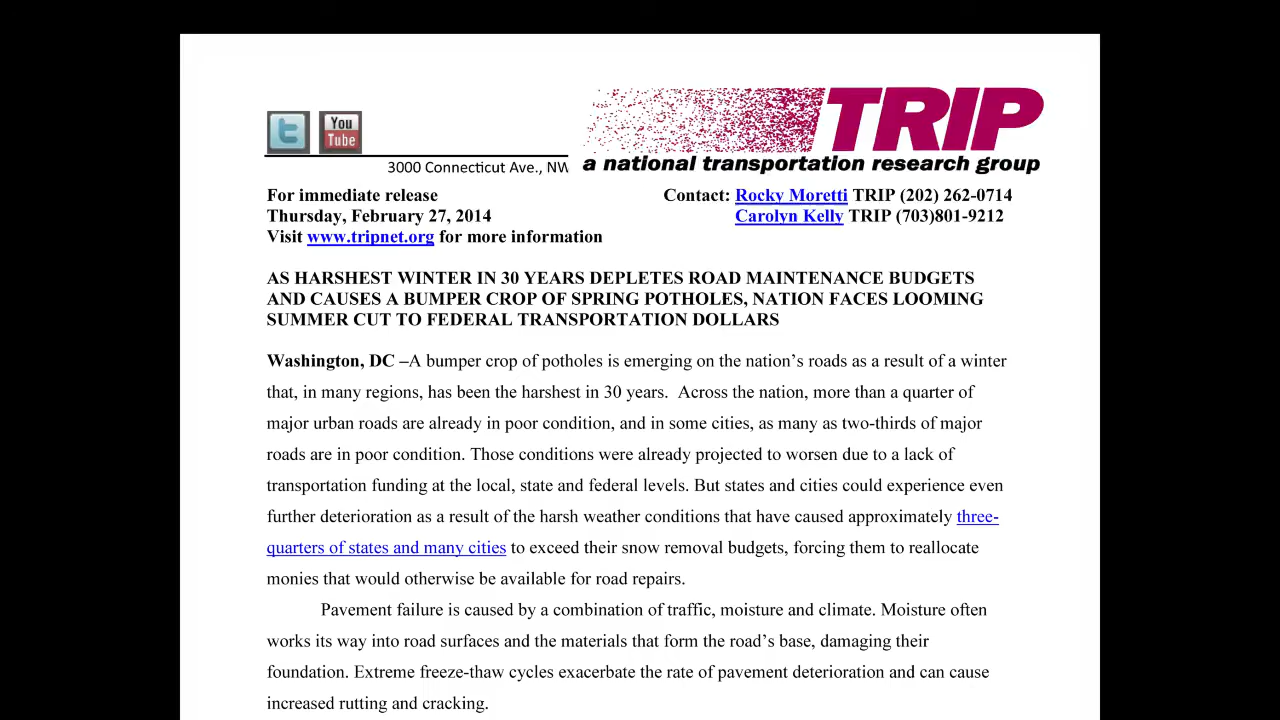 You
Tube
TRIP
a national transportation research group
3000 Connecticut Ave., NW
For immediate release
Contact: Rocky Moretti TRIP (202) 262-0714
Thursday, February 27, 2014
Carolyn Kelly TRIP (703)801-9212
Visit www.tripnet.org for more information
AS HARSHEST WINTER IN 30 YEARS DEPLETES ROAD MAINTENANCE BUDGETS
AND CAUSES A BUMPER CROP OF SPRING POTHOLES, NATION FACES LOOMING
SUMMER CUT TO FEDERAL TRANSPORTATION DOLLARS
Washington, DC –A bumper crop of potholes is emerging on the nation’s roads as a result of a winter
that, in many regions, has been the harshest in 30 years.  Across the nation, more than a quarter of
major urban roads are already in poor condition, and in some cities, as many as two-thirds of major
roads are in poor condition. Those conditions were already projected to worsen due to a lack of
transportation funding at the local, state and federal levels. But states and cities could experience even
further deterioration as a result of the harsh weather conditions that have caused approximately three-
quarters of states and many cities to exceed their snow removal budgets, forcing them to reallocate
monies that would otherwise be available for road repairs.
Pavement failure is caused by a combination of traffic, moisture and climate. Moisture often
works its way into road surfaces and the materials that form the road’s base, damaging their
foundation. Extreme freeze-thaw cycles exacerbate the rate of pavement deterioration and can cause
increased rutting and cracking.